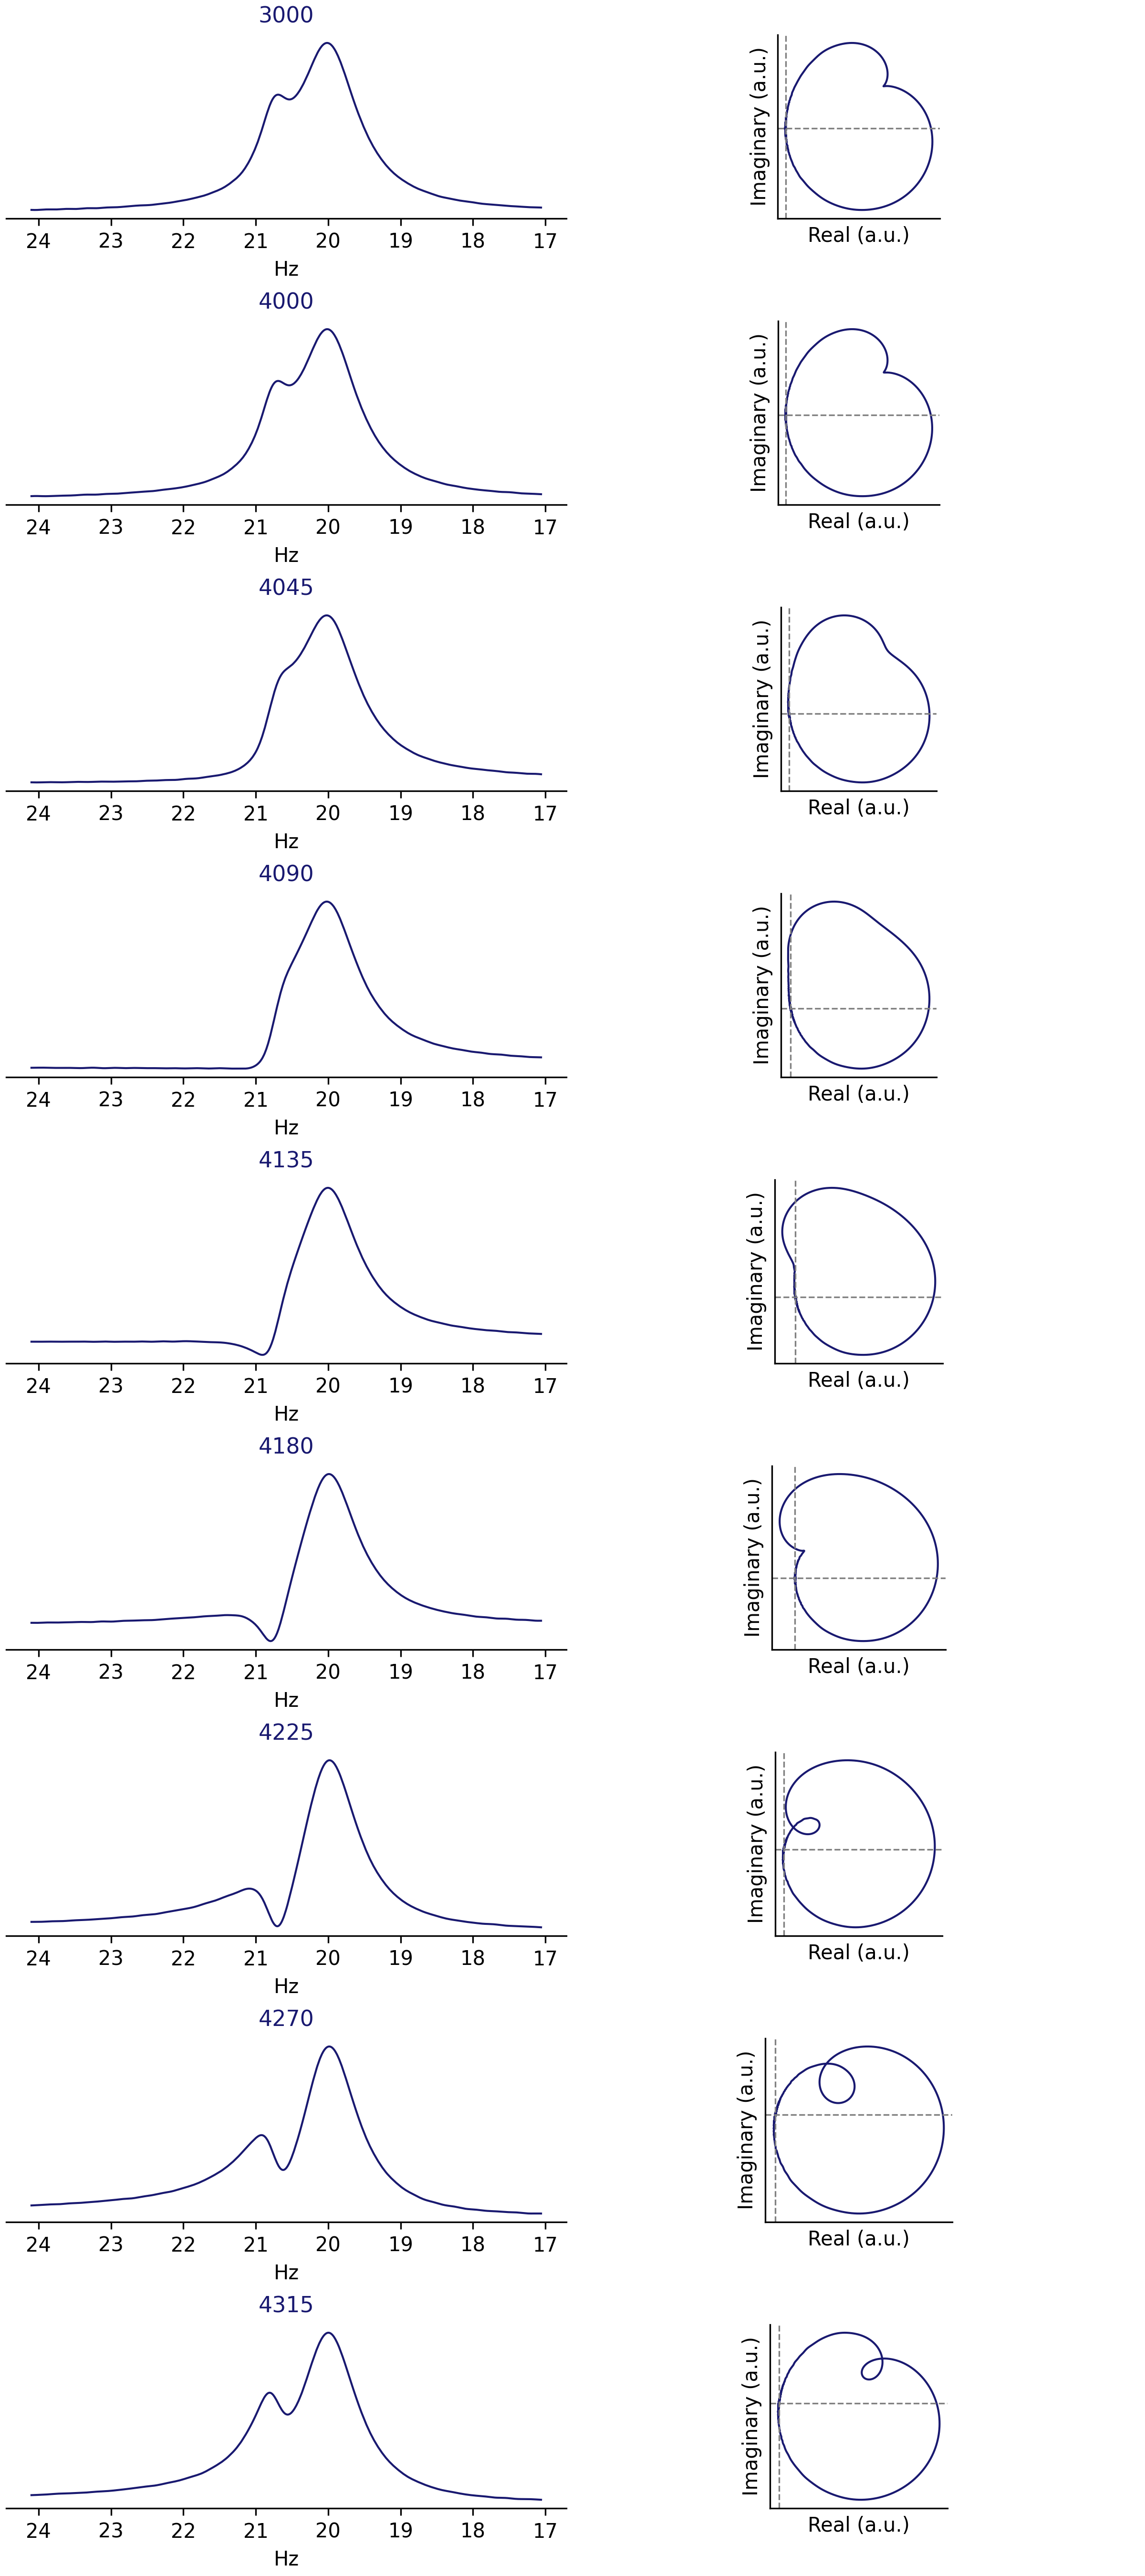 3000
Imaginary (a.u.)
24 23 22 21 20 19 18 17
Real (a.u.)
Hz
4000
Imaginary (a.u.)
24 23 22 21 20 19 18 17
Real (a.u.)
Hz
4045
Imaginary (a.u.)
24 23 22 21 20 19 18 17
Real (a.u.)
Hz
4090
Imaginary (a.u.)
24 23 22 21 20 19 18 17
Real (a.u.)
Hz
4135
Imaginary (a.u.)
24 23 22 21 20 19 18 17
Real (a.u.)
Hz
4180
Imaginary (a.u.)
24 23 22 21 20 19 18 17
Real (a.u.)
Hz
4225
Imaginary (a.u.)
24 23 22 21 20 19 18 17
Real (a.u.)
Hz
4270
Imaginary (a.u.)
24 23 22 21 20 19 18 17
Real (a.u.)
Hz
4315
Imaginary (a.u.)
24 23 22 21 20 19 18 17
Real (a.u.)
Hz